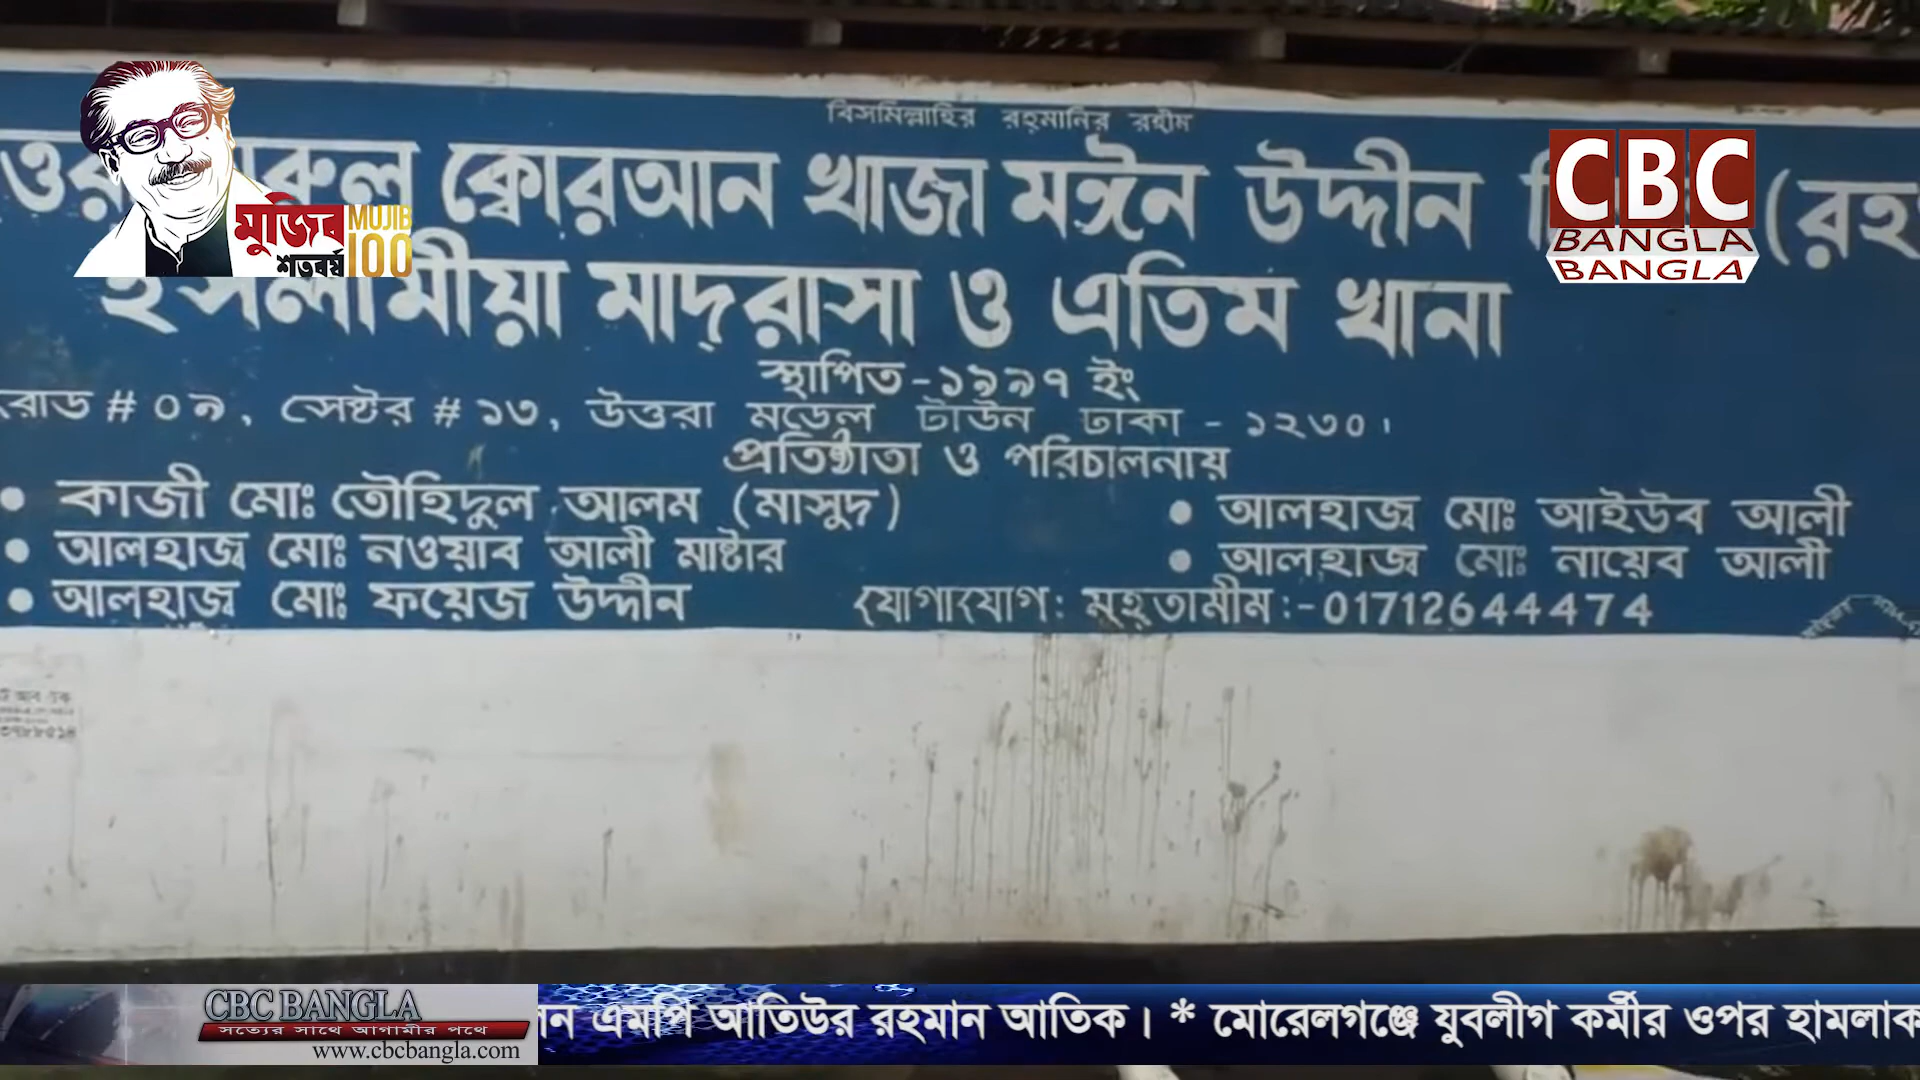 বিসমিল্লাহির রহমানির রহীম
ক্বোরআন খাজা মঈন উদ্দীন (রহ
ইসলামীয়া মাদ্রাসা ও এতিম খানা
স্থাপিত-১৯৯৭ ইং
রোড # ০৯, সেক্টর # ১৩, উত্তরা মডেল টাউন ঢাকা - ১২৩০।
প্রতিষ্ঠাতা ও পরিচালনায়
• কাজী মোঃ তৌহিদুল আলম (মাসুদ)
• আলহাজ্ব মোঃ নওয়াব আলী মাষ্টার
• আলহাজ্ব মোঃ ফয়েজ উদ্দীন
• আলহাজ্ব মোঃ আইউব আলী
• আলহাজ্ব মোঃ নায়েব আলী
যোগাযোগ: মুহতামীম:-01712644474
মুজিব
শতবর্ষ
MUJIB
100
CBC
BANGLA
CBC BANGLA
সত্যের সাথে আগামীর পথে
www.cbcbangla.com
এমপি আতিউর রহমান আতিক। * মোরেলগঞ্জে যুবলীগ কর্মীর ওপর হামলাক